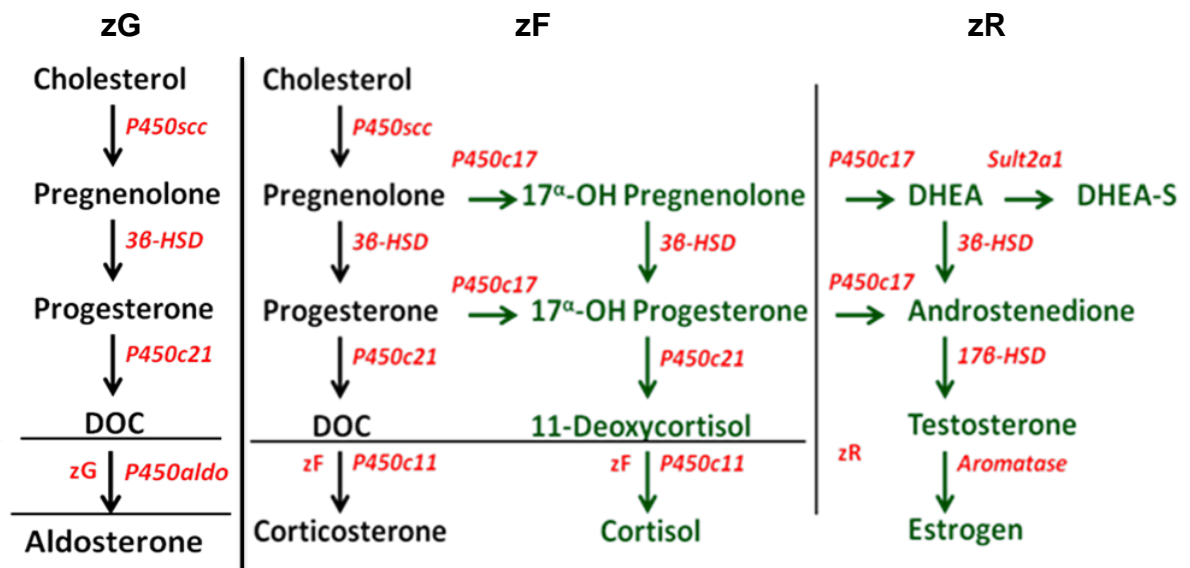 zG zF zR
Cholesterol Cholesterol
P450scc P450scc
P450c17 P450c17 Sult2a1
Pregnenolone Pregnenolone 17α-OH Pregnenolone DHEA DHEA-S
3β-HSD 3β-HSD 3β-HSD 3β-HSD
P450c17 P450c17
Progesterone Progesterone 17α-OH Progesterone Androstenedione
P450c21 P450c21 P450c21 17β-HSD
DOC DOC 11-Deoxycortisol Testosterone
zG P450aldo zF P450c11 zF P450c11 zR Aromatase
Aldosterone Corticosterone Cortisol Estrogen